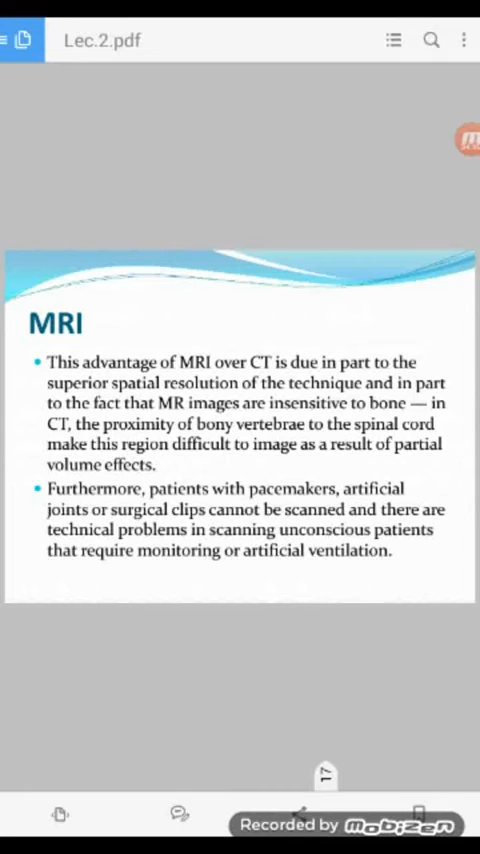 Lec.2.pdf
MRI
• This advantage of MRI over CT is due in part to the
superior spatial resolution of the technique and in part
to the fact that MR images are insensitive to bone — in
CT, the proximity of bony vertebrae to the spinal cord
make this region difficult to image as a result of partial
volume effects.
• Furthermore, patients with pacemakers, artificial
joints or surgical clips cannot be scanned and there are
technical problems in scanning unconscious patients
that require monitoring or artificial ventilation.
17
Recorded by mobizen